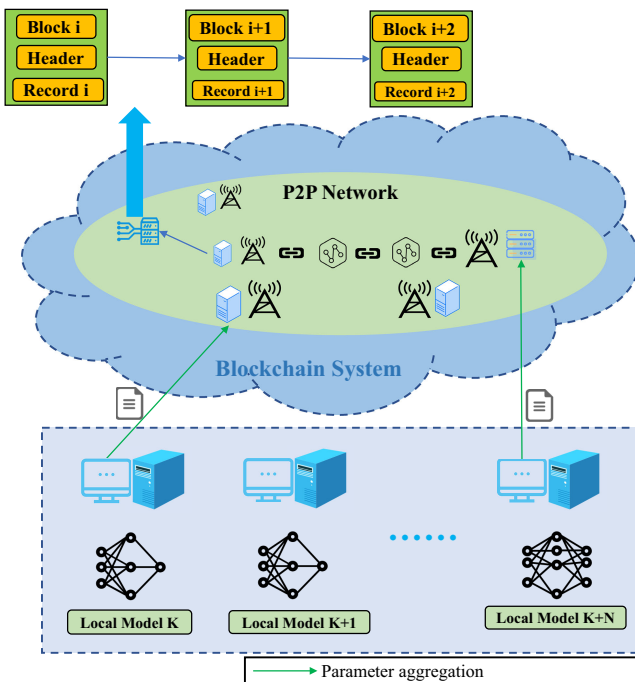 Block i
Block i+1
Block i+2
Header
Header
Header
Record i
Record i+1
Record i+2
P2P Network
Blockchain System
Local Model K
Local Model K+1
Local Model K+N
Parameter aggregation